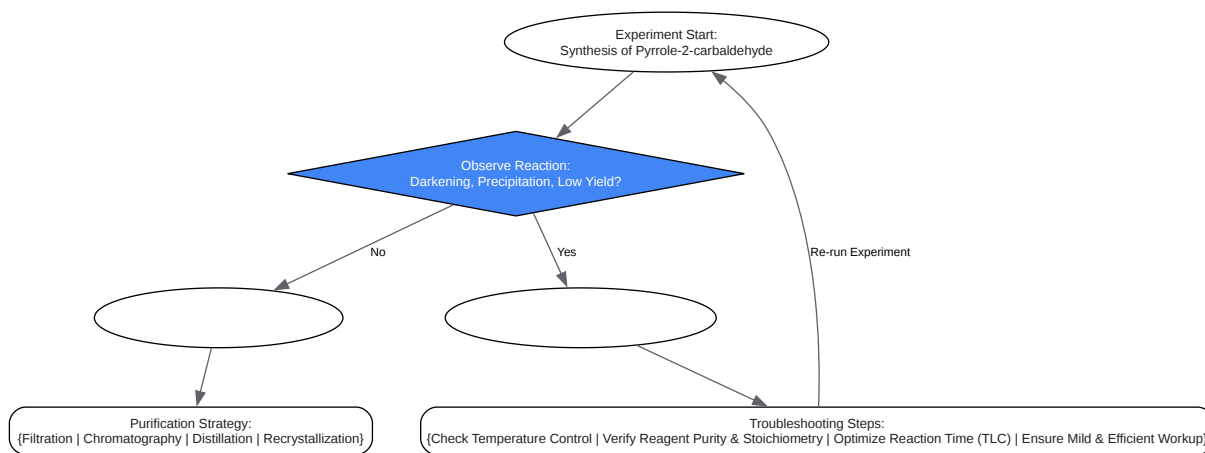 Experiment Start:
Synthesis of Pyrrole-2-carbaldehyde
Observe Reaction:
Darkening, Precipitation, Low Yield?
No
Yes
Re-run Experiment
Purification Strategy:
{Filtration | Chromatography | Distillation | Recrystallization}
Troubleshooting Steps:
{Check Temperature Control | Verify Reagent Purity & Stoichiometry | Optimize Reaction Time (TLC) | Ensure Mild & Efficient Workup}